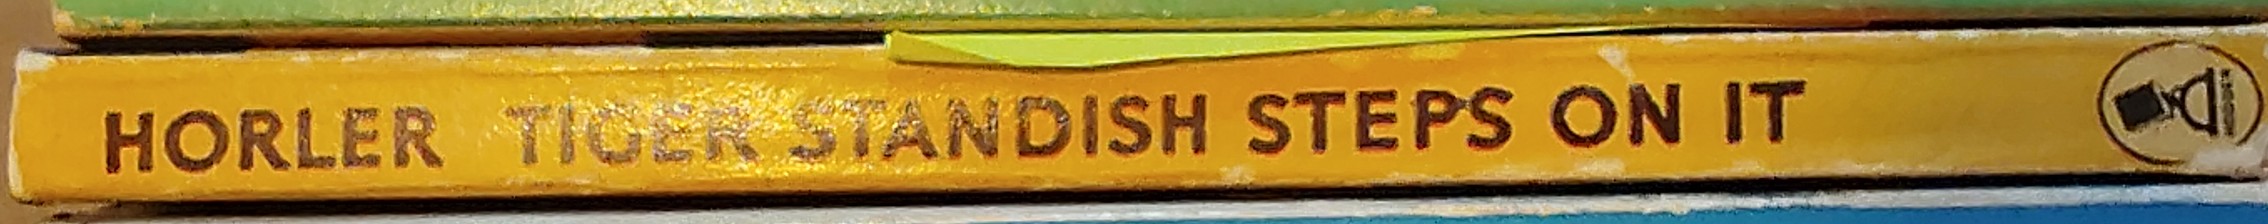 HORLER TIGER STANDISH STEPS ON IT